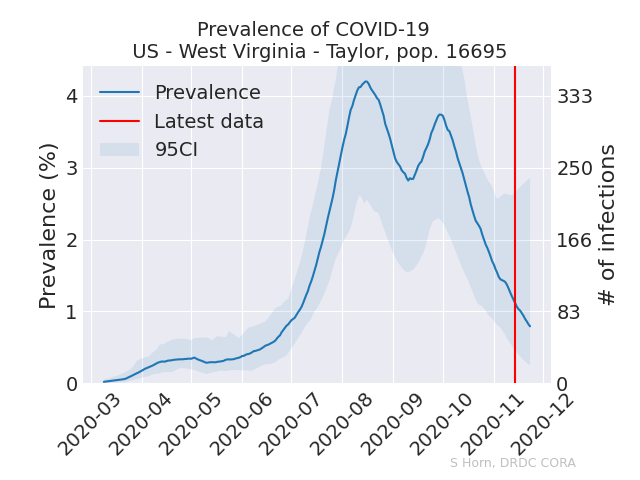 Prevalence of COVID-19
US - West Virginia - Taylor, pop. 16695
Prevalence
Latest data
95CI
Prevalence (%)
4
3
2
1
0
# of infections
333
250
166
83
0
2020-03
2020-04
2020-05
2020-06
2020-07
2020-08
2020-09
2020-10
2020-11
2020-12
S Horn, DRDC CORA